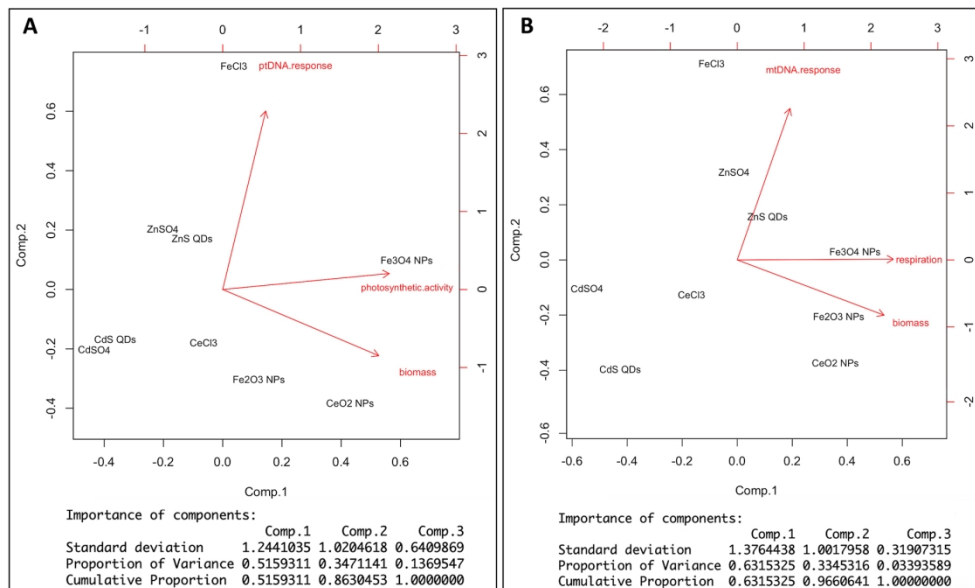 A
-1 0 1 2 3
FeCl3
ptDNA.response
ZnSO4
ZnS QDs
Fe3O4 NPs
photosynthetic.activity
CdS QDs
CdSO4
CeCl3
Fe2O3 NPs
biomass
CeO2 NPs
0.6
0.4
0.2
0.0
-0.2
-0.4
Comp.2
3
2
1
0
-1
-0.4 -0.2 0.0 0.2 0.4 0.6
Comp.1
Importance of components:
Comp.1 Comp.2 Comp.3
Standard deviation 1.2441035 1.0204618 0.6409869
Proportion of Variance 0.5159311 0.3471141 0.1369547
Cumulative Proportion 0.5159311 0.8630453 1.0000000
B
-2 -1 0 1 2 3
FeCl3
mtDNA.response
ZnSO4
ZnS QDs
Fe3O4 NPs
respiration
CdSO4
CeCl3
Fe2O3 NPs
biomass
CdS QDs
CeO2 NPs
0.6
0.4
0.2
0.0
-0.2
-0.4
-0.6
Comp.2
3
2
1
0
-1
-2
-0.6 -0.4 -0.2 0.0 0.2 0.4 0.6
Comp.1
Importance of components:
Comp.1 Comp.2 Comp.3
Standard deviation 1.3764438 1.0017958 0.31907315
Proportion of Variance 0.6315325 0.3345316 0.03393589
Cumulative Proportion 0.6315325 0.9660641 1.00000000